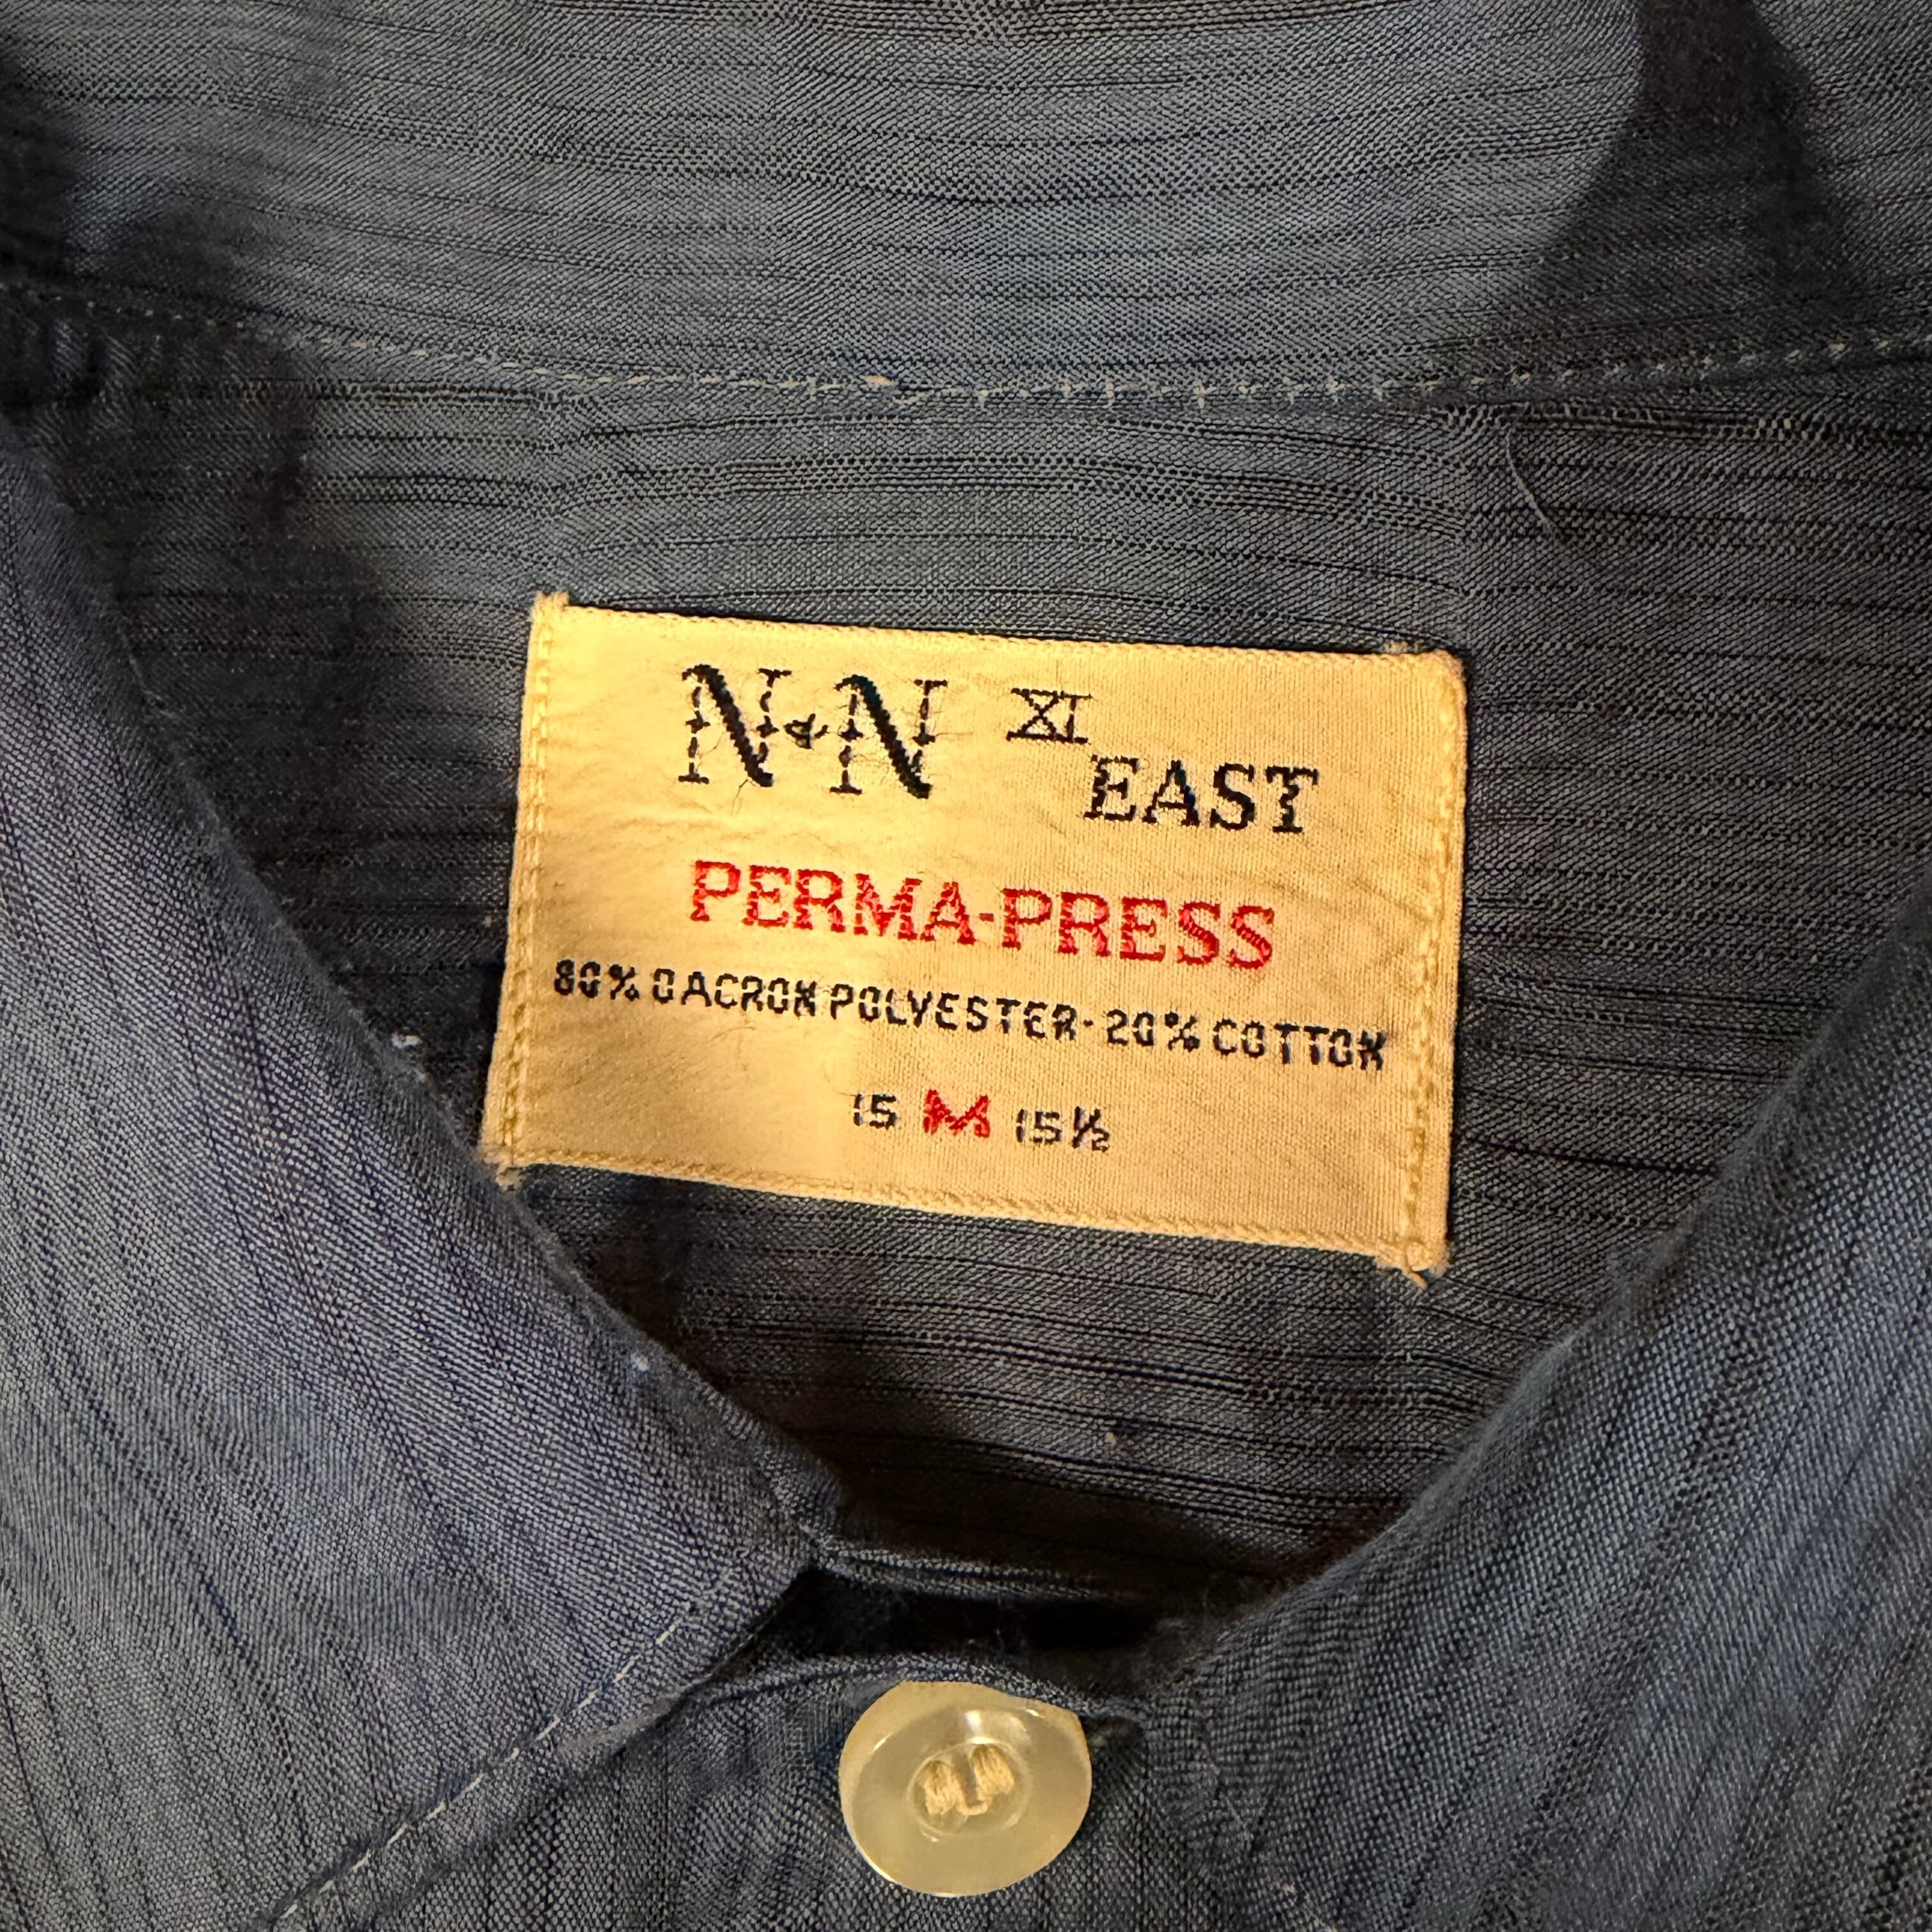 N&N XI
EAST
PERMA-PRESS
80% DACRON POLYESTER-20% COTTON
15 M 15½